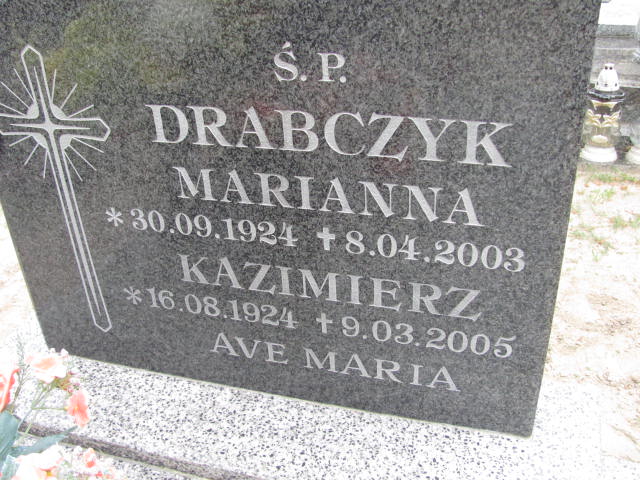 Ś. P.
DRABCZYK
MARIANNA
* 30.09.1924 ✝ 8.04.2003
KAZIMIERZ
* 16.08.1924 ✝ 9.03.2005
AVE MARIA